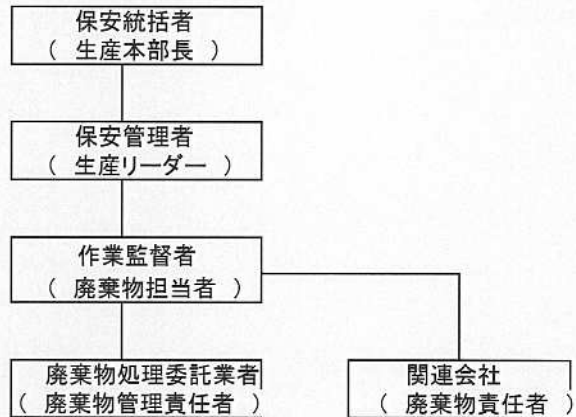 保安統括者
( 生産本部長 )
保安管理者
( 生産リーダー )
作業監督者
( 廃棄物担当者 )
廃棄物処理委託業者
( 廃棄物管理責任者 )
関連会社
( 廃棄物責任者 )